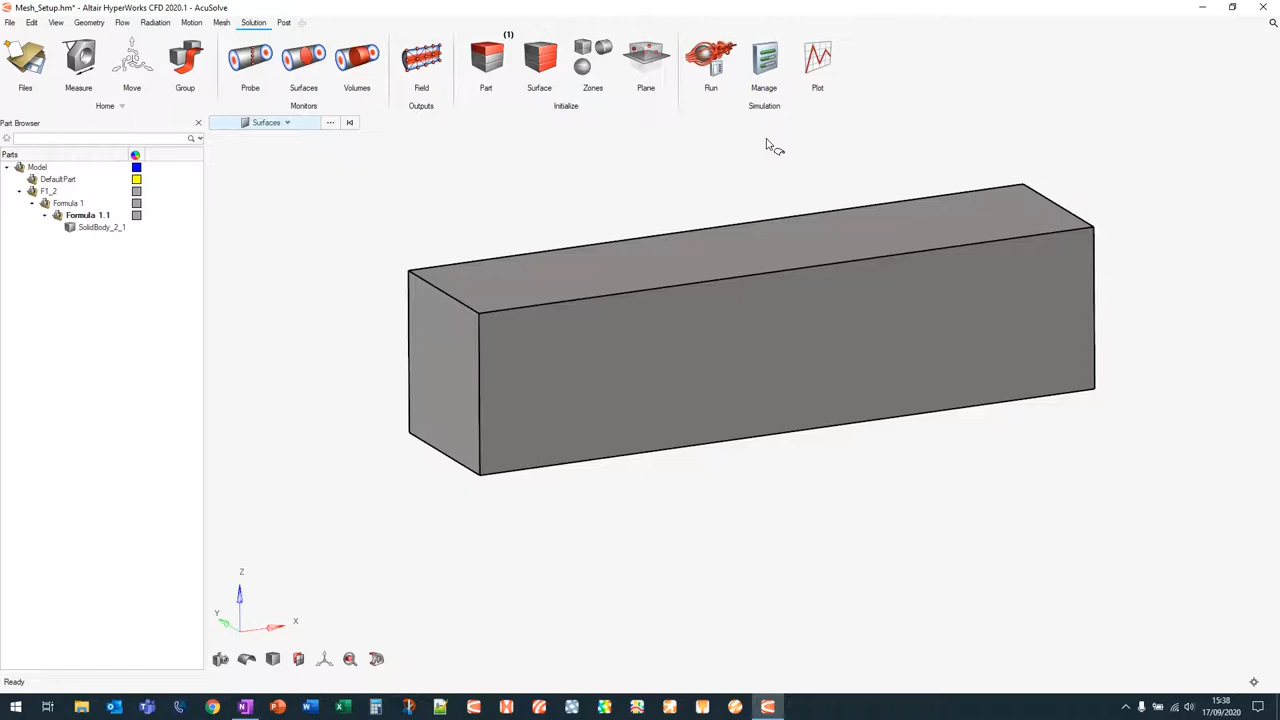 Mesh_Setup.hm* - Altair HyperWorks CFD 2020.1 - AcuSolve
File Edit View Geometry Flow Radiation Motion Mesh Solution Post
(1)
Files Measure Move Group Probe Surfaces Volumes Field Part Surface Zones Plane Run Manage Plot
Home Monitors Outputs Initialize Simulation
Part Browser
Surfaces
Parts
Model
DefaultPart
F1_2
Formula 1
Formula 1.1
SolidBody_2_1
Z
Y
X
Ready
15:38
17/09/2020